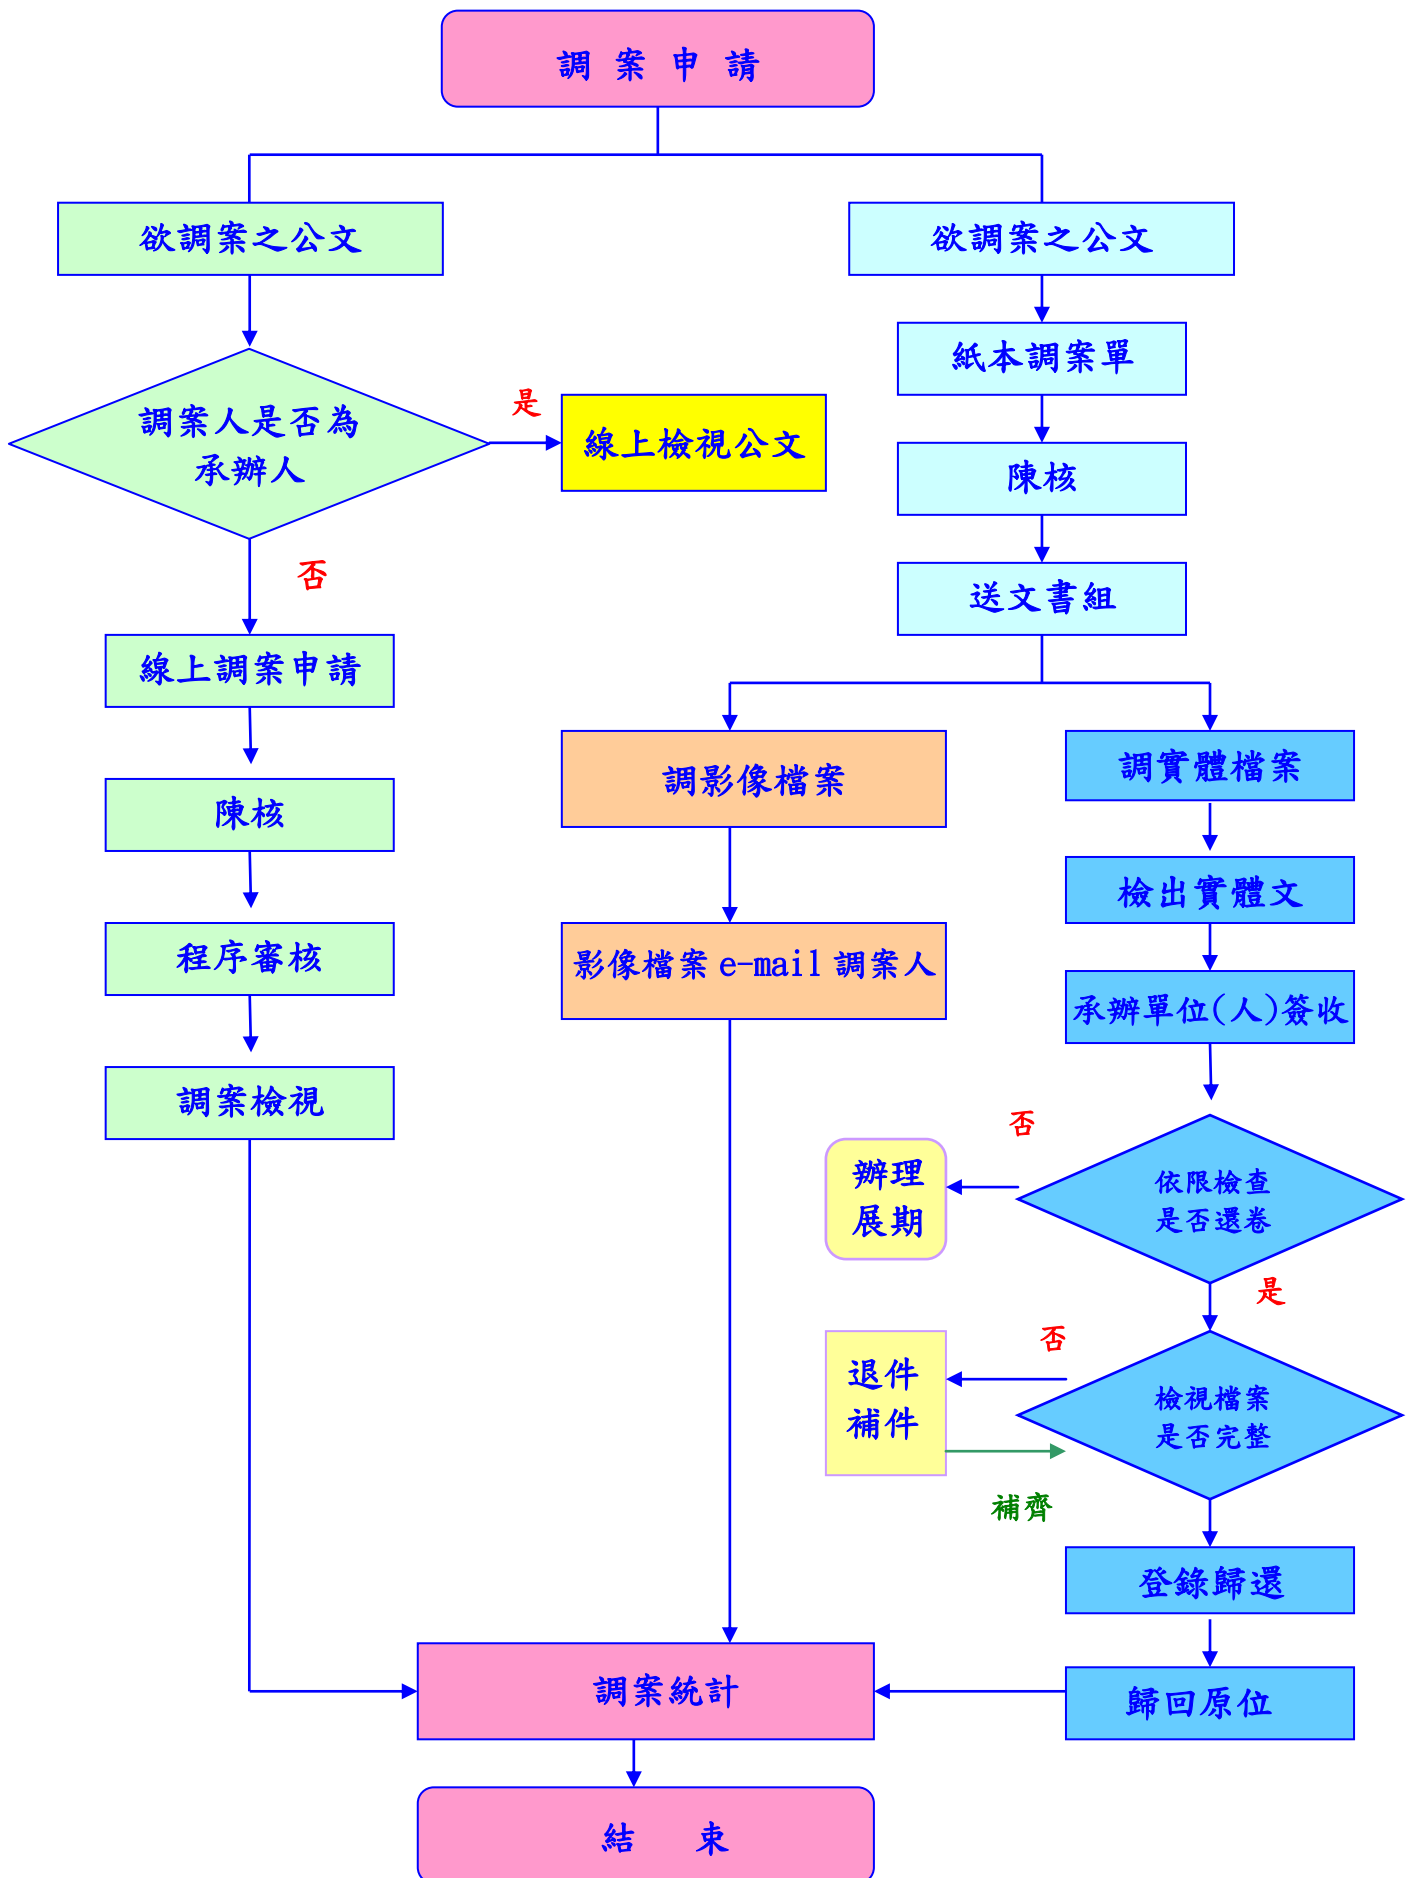 調 案 申 請
欲調案之公文
調案人是否為
承辦人
是
線上檢視公文
否
線上調案申請
陳核
程序審核
調案檢視
欲調案之公文
紙本調案單
陳核
送文書組
調影像檔案
影像檔案 e-mail 調案人
調實體檔案
檢出實體文
承辦單位(人)簽收
依限檢查
是否還卷
否
辦理
展期
是
檢視檔案
是否完整
否
退件
補件
補齊
登錄歸還
歸回原位
調案統計
結 束